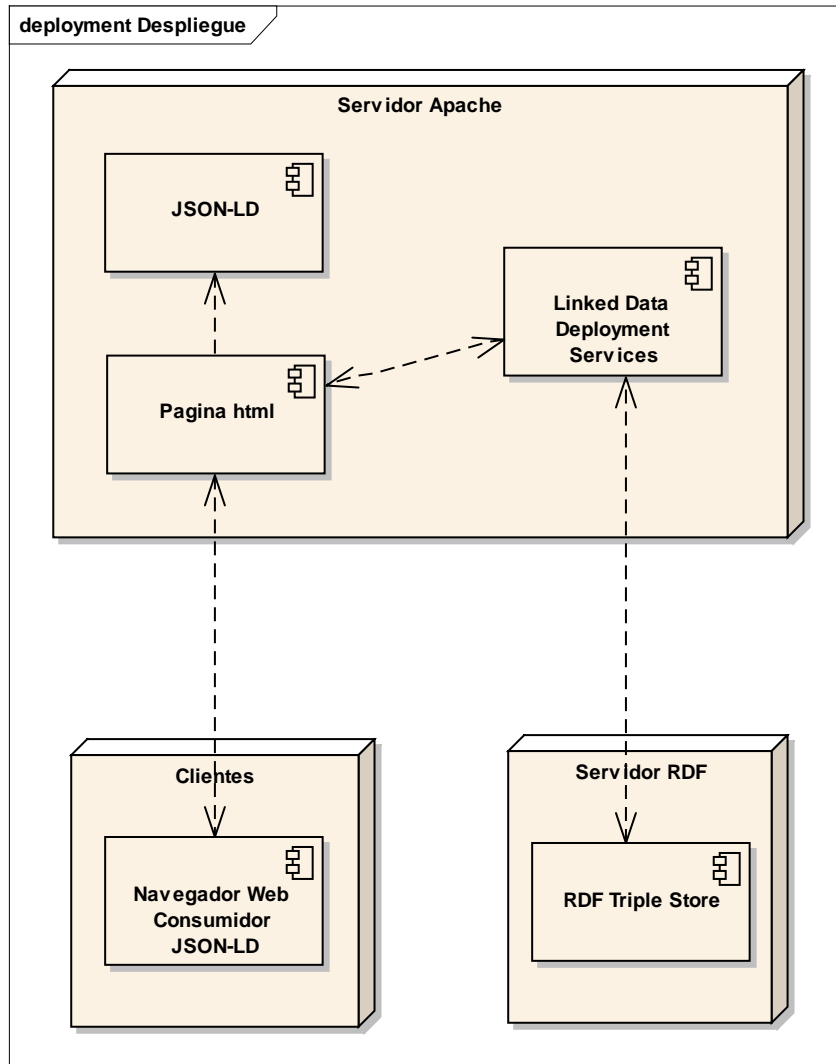 deployment Despliegue
Servidor Apache
JSON-LD
Linked Data
Deployment
Services
Pagina html
Clientes
Navegador Web
Consumidor
JSON-LD
Servidor RDF
RDF Triple Store